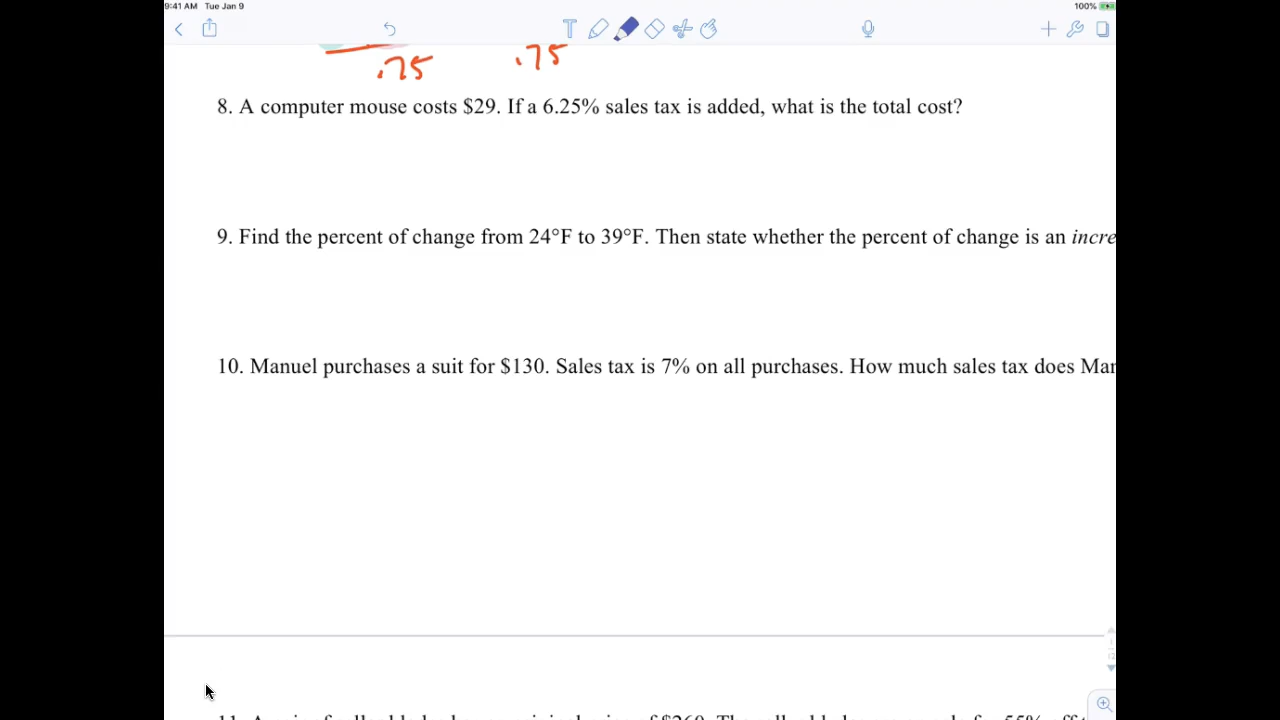 9:41 AM Tue Jan 9
100%
.75 .75
8. A computer mouse costs $29. If a 6.25% sales tax is added, what is the total cost?
9. Find the percent of change from 24°F to 39°F. Then state whether the percent of change is an incre
10. Manuel purchases a suit for $130. Sales tax is 7% on all purchases. How much sales tax does Man